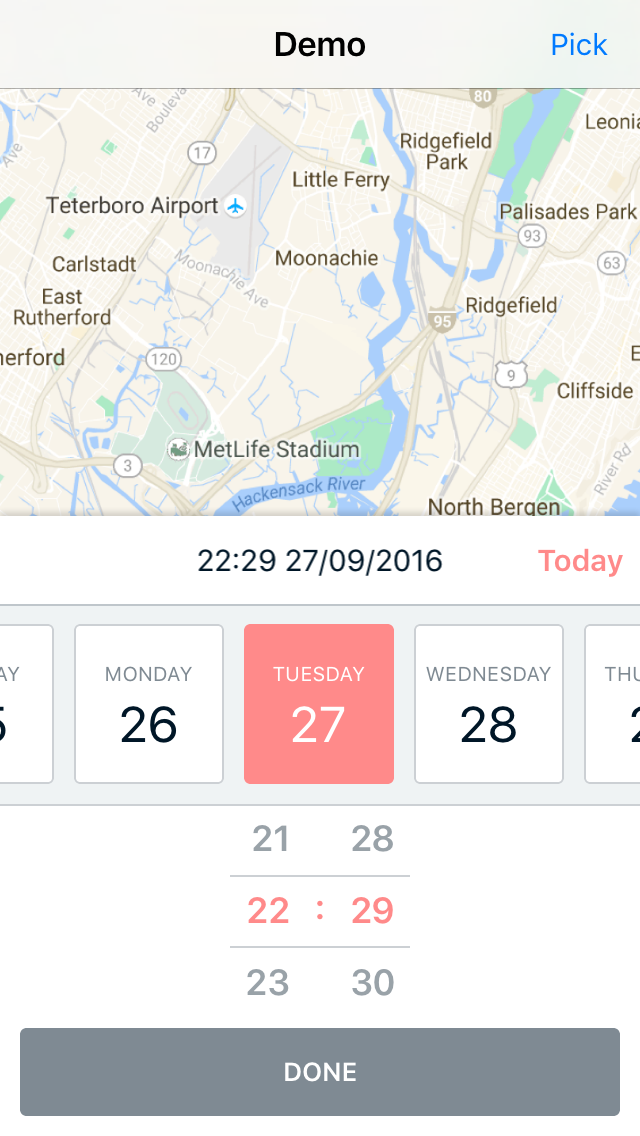 Demo
Pick
Ave
Boulev
80
Leonia
17
Ridgefield
Park
Ave
Little Ferry
Teterboro Airport
Palisades Park
93
Carlstadt
Moonachie
Moonachie Ave
63
East
Rutherford
Ridgefield
95
herford
120
E
9
Cliffside
MetLife Stadium
3
River Rd
Hackensack River
North Bergen
22:29 27/09/2016
Today
AY
MONDAY
TUESDAY
WEDNESDAY
THU
5
26
27
28
2
21
28
22 : 29
23
30
DONE